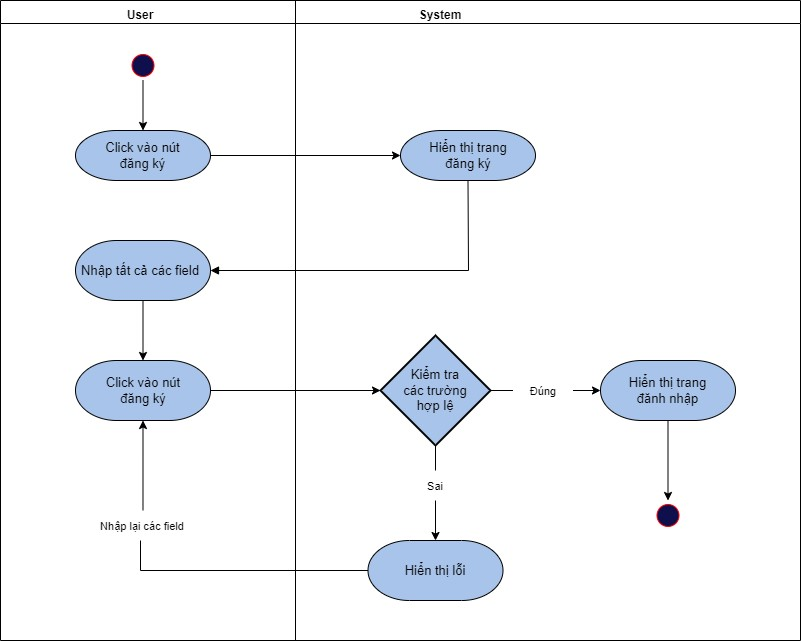 User
System
Click vào nút
đăng ký
Hiển thị trang
đăng ký
Nhập tất cả các field
Click vào nút
đăng ký
Kiểm tra
các trường
hợp lệ
Đúng
Hiển thị trang
đănh nhập
Sai
Nhập lại các field
Hiển thị lỗi